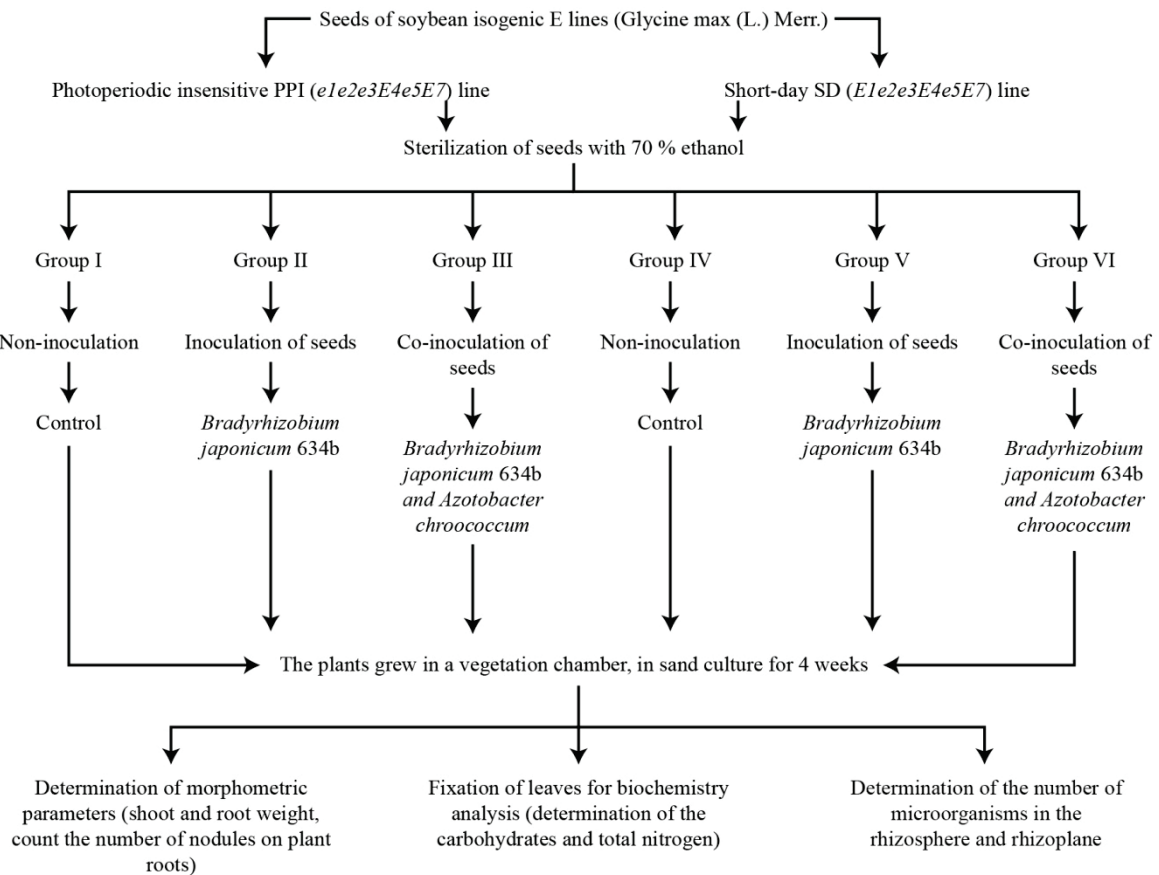 Seeds of soybean isogenic E lines (Glycine max (L.) Merr.)
Photoperiodic insensitive PPI (e1e2e3E4e5E7) line
Short-day SD (E1e2e3E4e5E7) line
Sterilization of seeds with 70 % ethanol
Group I
Group II
Group III
Group IV
Group V
Group VI
Non-inoculation
Inoculation of seeds
Co-inoculation of
seeds
Non-inoculation
Inoculation of seeds
Co-inoculation of
seeds
Control
Bradyrhizobium
japonicum 634b
Bradyrhizobium
japonicum 634b
and Azotobacter
chroococcum
Control
Bradyrhizobium
japonicum 634b
Bradyrhizobium
japonicum 634b
and Azotobacter
chroococcum
The plants grew in a vegetation chamber, in sand culture for 4 weeks
Determination of morphometric
parameters (shoot and root weight,
count the number of nodules on plant
roots)
Fixation of leaves for biochemistry
analysis (determination of the
carbohydrates and total nitrogen)
Determination of the number of
microorganisms in the
rhizosphere and rhizoplane